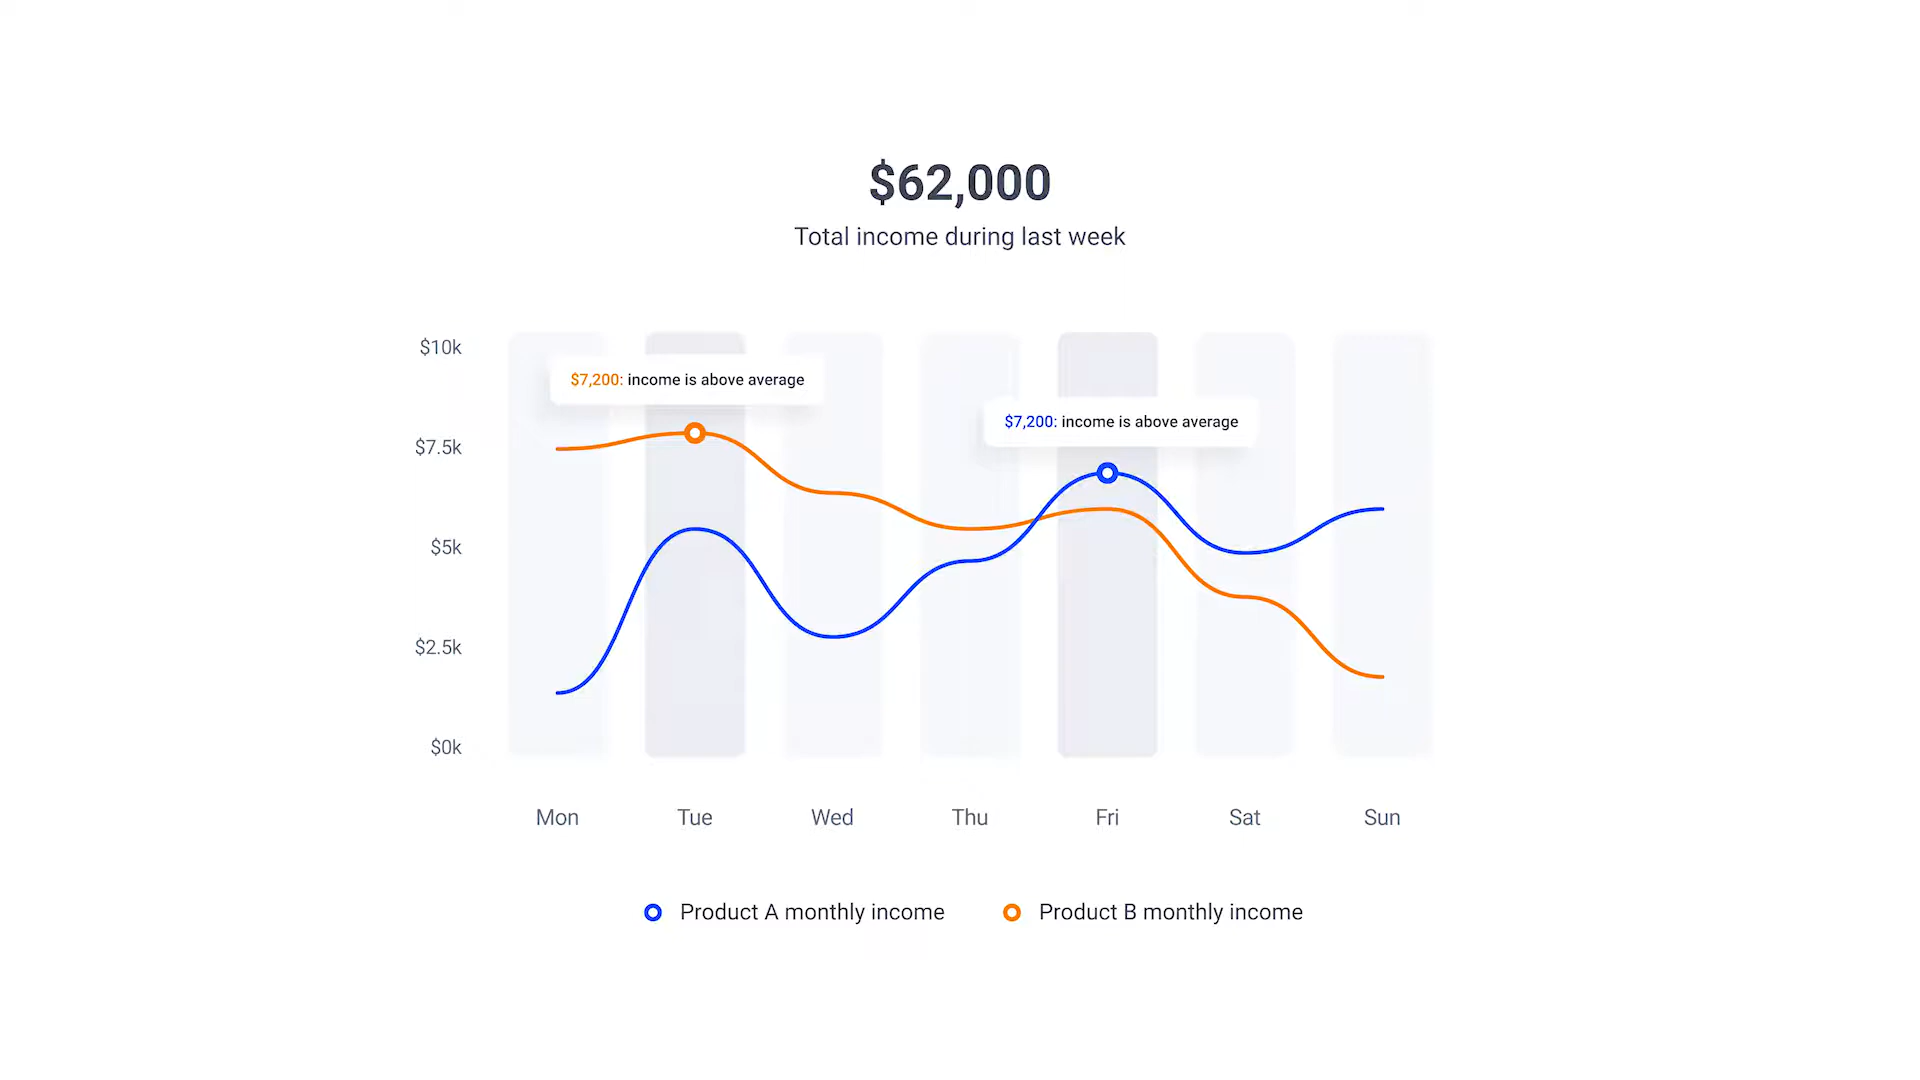 $62,000
Total income during last week
$10k
$7,200: income is above average
$7,200: income is above average
$7.5k
$5k
$2.5k
$0k
Mon Tue Wed Thu Fri Sat Sun
Product A monthly income Product B monthly income